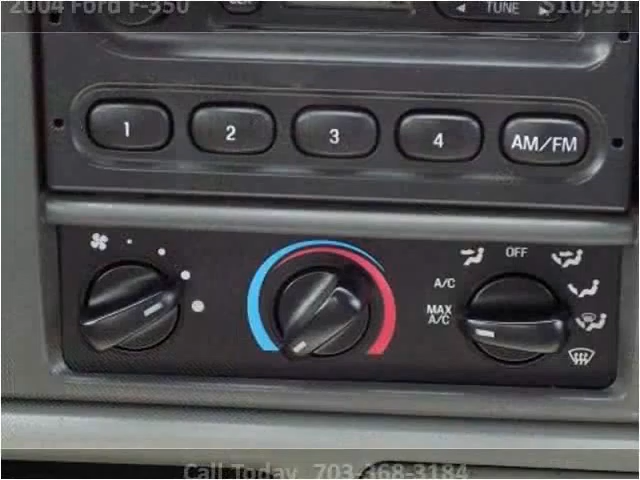 2004 Ford F-350 $10,991
TUNE
1 2 3 4 AM/FM
OFF
A/C
MAX
A/C
Call Today 703-368-3184